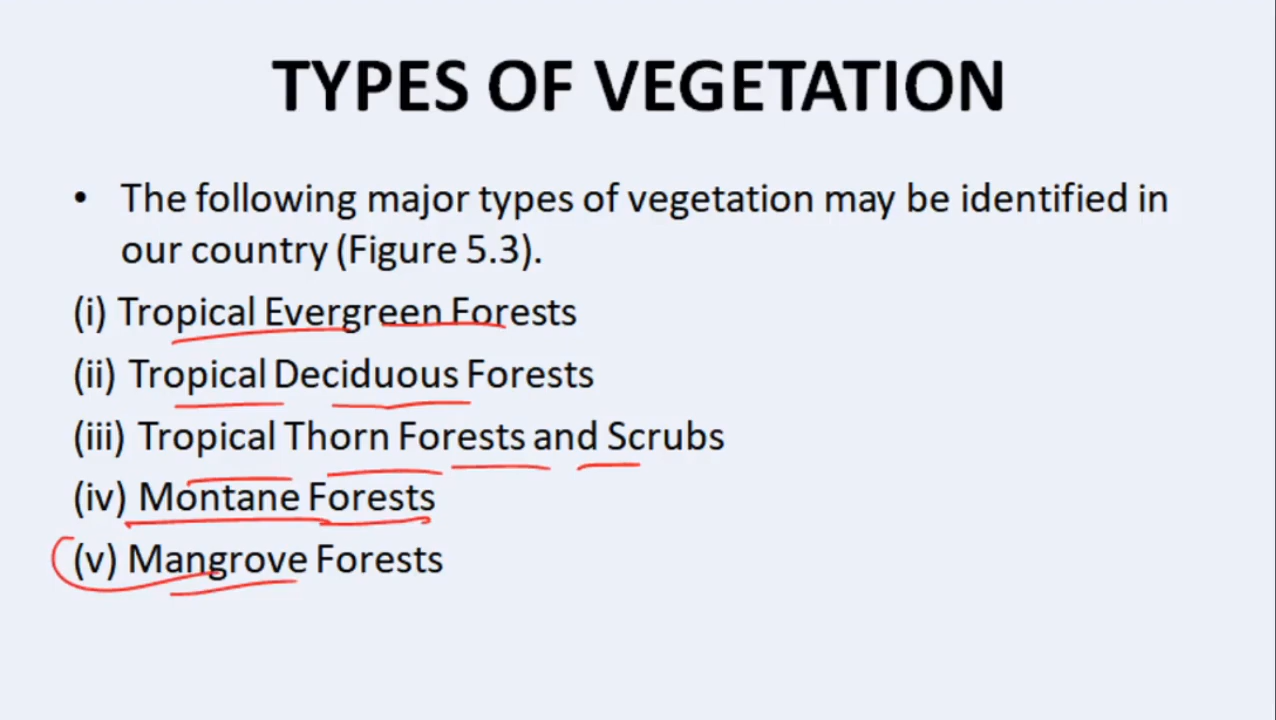 TYPES OF VEGETATION
• The following major types of vegetation may be identified in
our country (Figure 5.3).
(i) Tropical Evergreen Forests
(ii) Tropical Deciduous Forests
(iii) Tropical Thorn Forests and Scrubs
(iv) Montane Forests
(v) Mangrove Forests